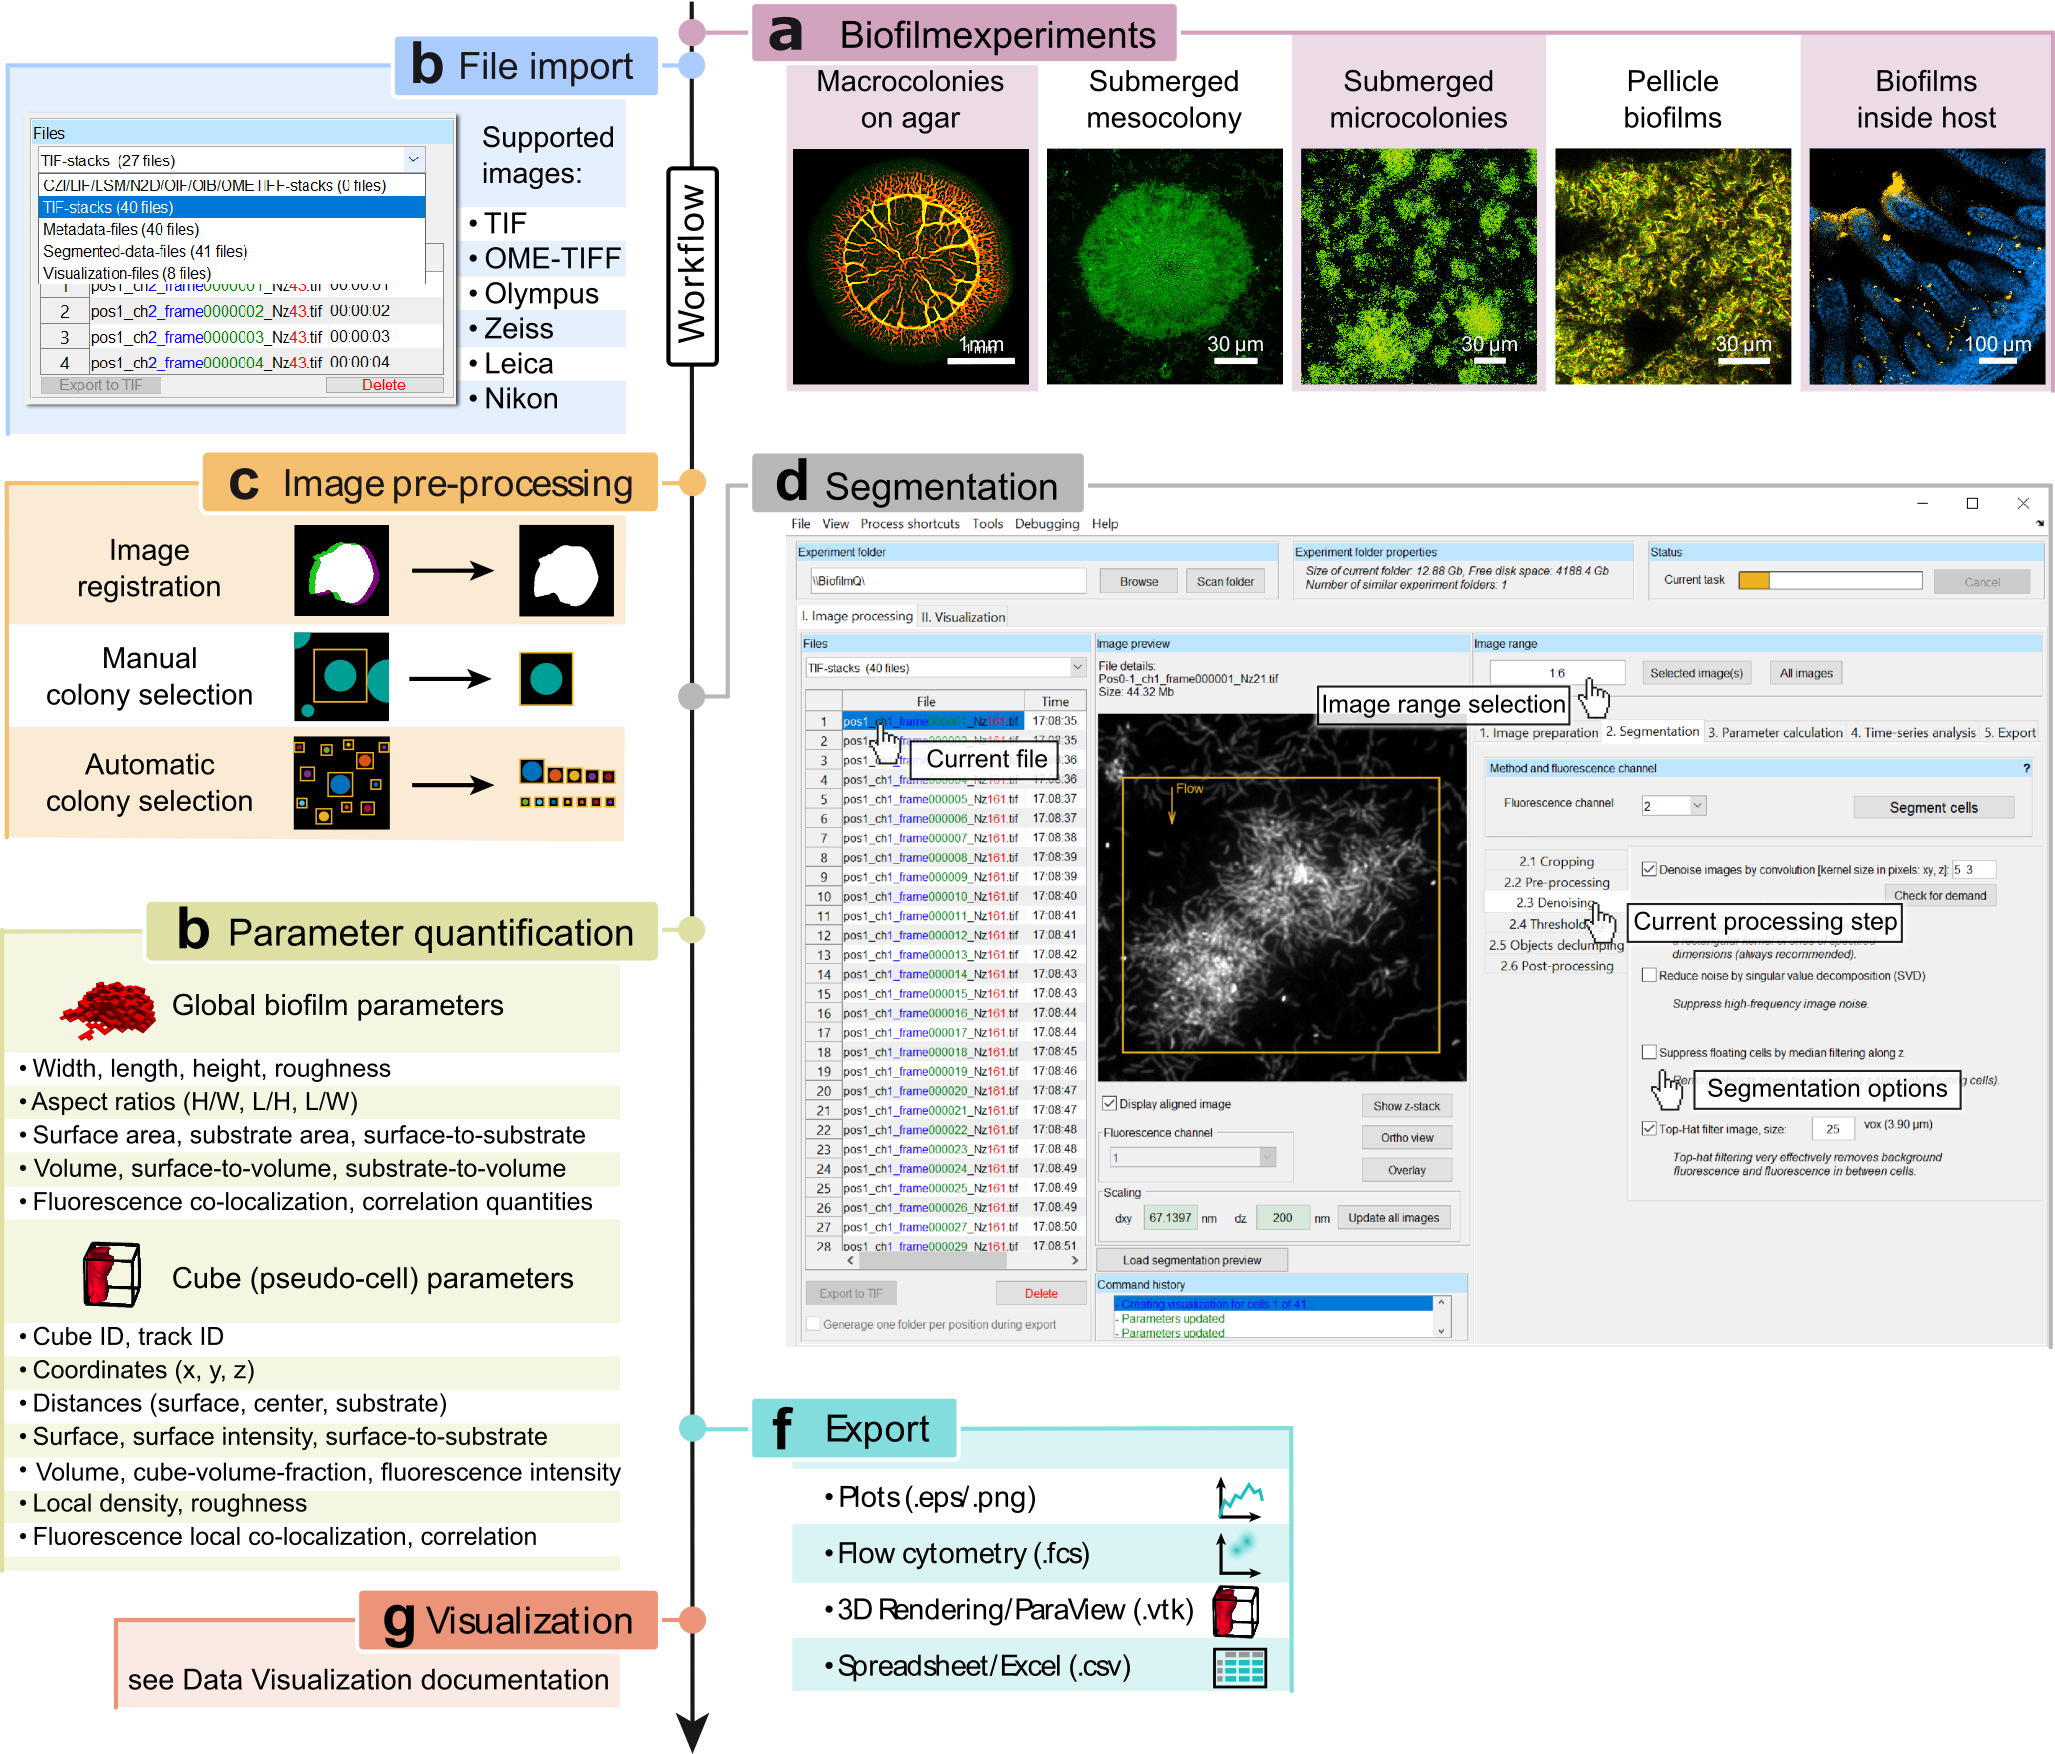 a Biofilmexperiments
Macrocolonies
on agar
Submerged
mesocolony
Submerged
microcolonies
Pellicle
biofilms
Biofilms
inside host
1mm
30 µm
30 µm
30 µm
100 µm
b File import
Files
TIF-stacks (27 files)
CZI/LIF/LSM/N2D/OIF/OIB/OMETIFF-stacks (0 files)
TIF-stacks (40 files)
Metadata-files (40 files)
Segmented-data-files (41 files)
Visualization-files (8 files)
1 pos1_ch2_frame0000001_Nz43.tif 00:00:01
2 pos1_ch2_frame0000002_Nz43.tif 00:00:02
3 pos1_ch2_frame0000003_Nz43.tif 00:00:03
4 pos1_ch2_frame0000004_Nz43.tif 00:00:04
Export to TIF
Delete
Supported
images:
• TIF
• OME-TIFF
• Olympus
• Zeiss
• Leica
• Nikon
Workflow
c Image pre-processing
Image
registration
Manual
colony selection
Automatic
colony selection
d Segmentation
File View Process shortcuts Tools Debugging Help
Experiment folder
\\BiofilmQ\
Browse
Scan folder
Experiment folder properties
Size of current folder: 12.88 Gb, Free disk space: 4188.4 Gb
Number of similar experiment folders: 1
Status
Current task
Cancel
I. Image processing
II. Visualization
Files
TIF-stacks (40 files)
File Time
1 pos1_ch1_frame000001_Nz161.tif 17:08:35
2 pos1_ 17:08:35
3 pos1_ :36
4 pos1_ch1_frame000004_Nz161.tif 17:08:36
5 pos1_ch1_frame000005_Nz161.tif 17:08:37
6 pos1_ch1_frame000006_Nz161.tif 17:08:37
7 pos1_ch1_frame000007_Nz161.tif 17:08:38
8 pos1_ch1_frame000008_Nz161.tif 17:08:39
9 pos1_ch1_frame000009_Nz161.tif 17:08:39
10 pos1_ch1_frame000010_Nz161.tif 17:08:40
11 pos1_ch1_frame000011_Nz161.tif 17:08:41
12 pos1_ch1_frame000012_Nz161.tif 17:08:41
13 pos1_ch1_frame000013_Nz161.tif 17:08:42
14 pos1_ch1_frame000014_Nz161.tif 17:08:43
15 pos1_ch1_frame000015_Nz161.tif 17:08:43
16 pos1_ch1_frame000016_Nz161.tif 17:08:44
17 pos1_ch1_frame000017_Nz161.tif 17:08:44
18 pos1_ch1_frame000018_Nz161.tif 17:08:45
19 pos1_ch1_frame000019_Nz161.tif 17:08:46
20 pos1_ch1_frame000020_Nz161.tif 17:08:47
21 pos1_ch1_frame000021_Nz161.tif 17:08:47
22 pos1_ch1_frame000022_Nz161.tif 17:08:48
23 pos1_ch1_frame000023_Nz161.tif 17:08:48
24 pos1_ch1_frame000024_Nz161.tif 17:08:49
25 pos1_ch1_frame000025_Nz161.tif 17:08:49
26 pos1_ch1_frame000026_Nz161.tif 17:08:49
27 pos1_ch1_frame000027_Nz161.tif 17:08:50
28 pos1_ch1_frame000029_Nz161.tif 17:08:51
Current file
Export to TIF
Delete
Generage one folder per position during export
Image preview
File details:
Pos0-1_ch1_frame000001_Nz21.tif
Size: 44.32 Mb
Flow
Display aligned image
Show z-stack
Fluorescence channel
1
Ortho view
Overlay
Scaling
dxy 67.1397 nm dz 200 nm Update all images
Load segmentation preview
Command history
- Creating visualization for cells 1 of 41...
- Parameters updated
- Parameters updated
Image range
1:6
Selected image(s)
All images
Image range selection
1. Image preparation 2. Segmentation 3. Parameter calculation 4. Time-series analysis 5. Export
Method and fluorescence channel ?
Fluorescence channel 2
Segment cells
2.1 Cropping
2.2 Pre-processing
2.3 Denoising
2.4 Threshold
2.5 Objects declumping
2.6 Post-processing
Denoise images by convolution [kernel size in pixels: xy, z]: 5 3
Check for demand
Current processing step
dimensions (always recommended).
Reduce noise by singular value decomposition (SVD)
Suppress high-frequency image noise.
Suppress floating cells by median filtering along z
cells).
Segmentation options
Top-Hat filter image, size: 25 vox (3.90 µm)
Top-hat filtering very effectively removes background
fluorescence and fluorescence in between cells.
b Parameter quantification
Global biofilm parameters
• Width, length, height, roughness
• Aspect ratios (H/W, L/H, L/W)
• Surface area, substrate area, surface-to-substrate
• Volume, surface-to-volume, substrate-to-volume
• Fluorescence co-localization, correlation quantities
Cube (pseudo-cell) parameters
• Cube ID, track ID
• Coordinates (x, y, z)
• Distances (surface, center, substrate)
• Surface, surface intensity, surface-to-substrate
• Volume, cube-volume-fraction, fluorescence intensity
• Local density, roughness
• Fluorescence local co-localization, correlation
f Export
• Plots (.eps/.png)
• Flow cytometry (.fcs)
• 3D Rendering/ParaView (.vtk)
• Spreadsheet/Excel (.csv)
g Visualization
see Data Visualization documentation